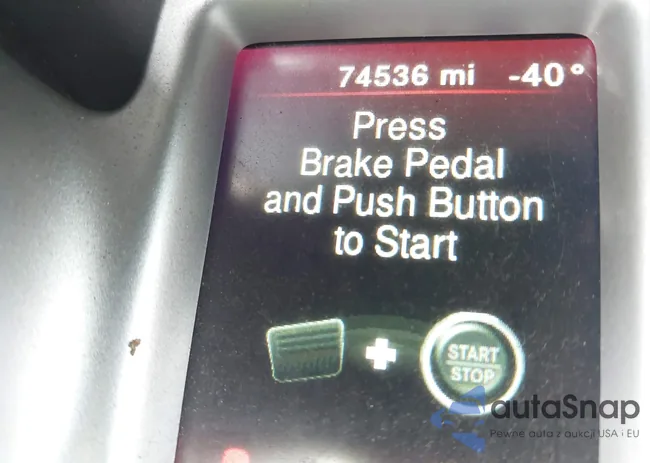 74536 mi -40°
Press
Brake Pedal
and Push Button
to Start
START
STOP
autaSnap
Pewne auta z aukcji USA i EU